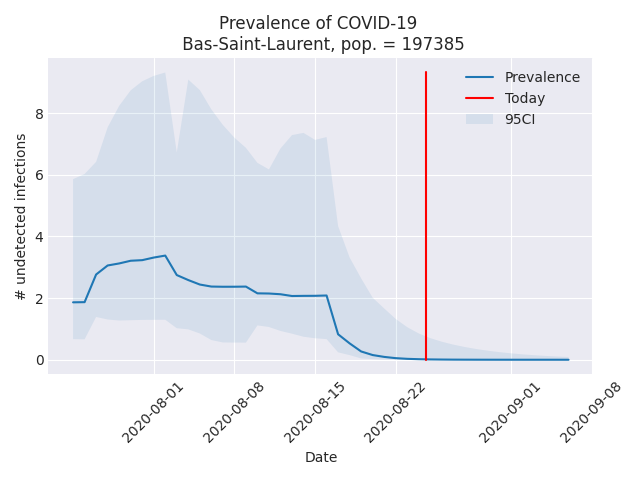 Prevalence of COVID-19
Bas-Saint-Laurent, pop. = 197385
Prevalence
Today
95CI
# undetected infections
8
6
4
2
0
2020-08-01
2020-08-08
2020-08-15
2020-08-22
2020-09-01
2020-09-08
Date